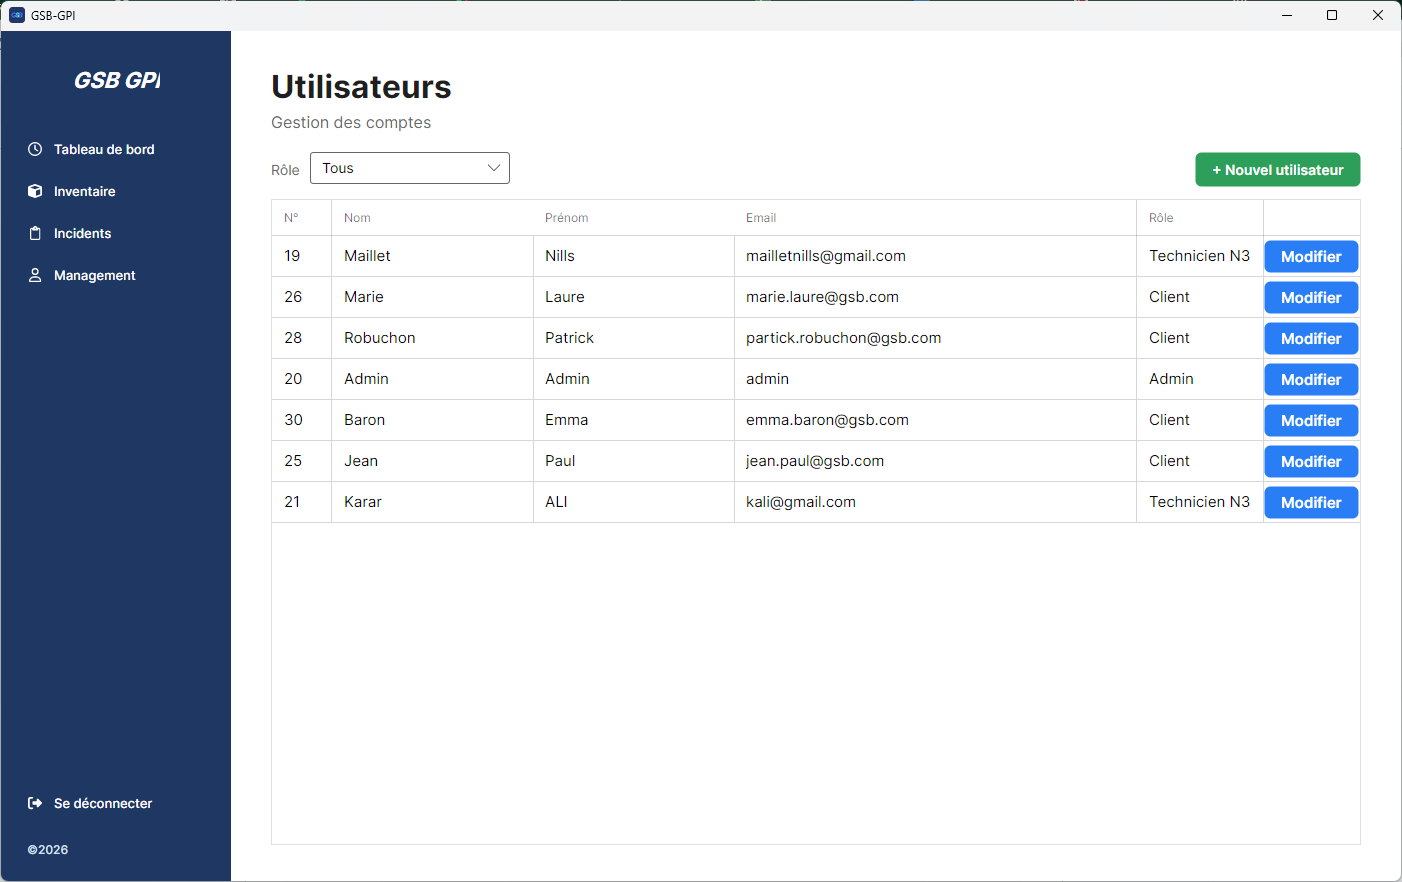 GSB-GPI
GSB GPI
Tableau de bord
Inventaire
Incidents
Management
Se déconnecter
©2026
Utilisateurs
Gestion des comptes
Rôle Tous + Nouvel utilisateur
N° Nom Prénom Email Rôle
19 Maillet Nills mailletnills@gmail.com Technicien N3 Modifier
26 Marie Laure marie.laure@gsb.com Client Modifier
28 Robuchon Patrick partick.robuchon@gsb.com Client Modifier
20 Admin Admin admin Admin Modifier
30 Baron Emma emma.baron@gsb.com Client Modifier
25 Jean Paul jean.paul@gsb.com Client Modifier
21 Karar ALI kali@gmail.com Technicien N3 Modifier